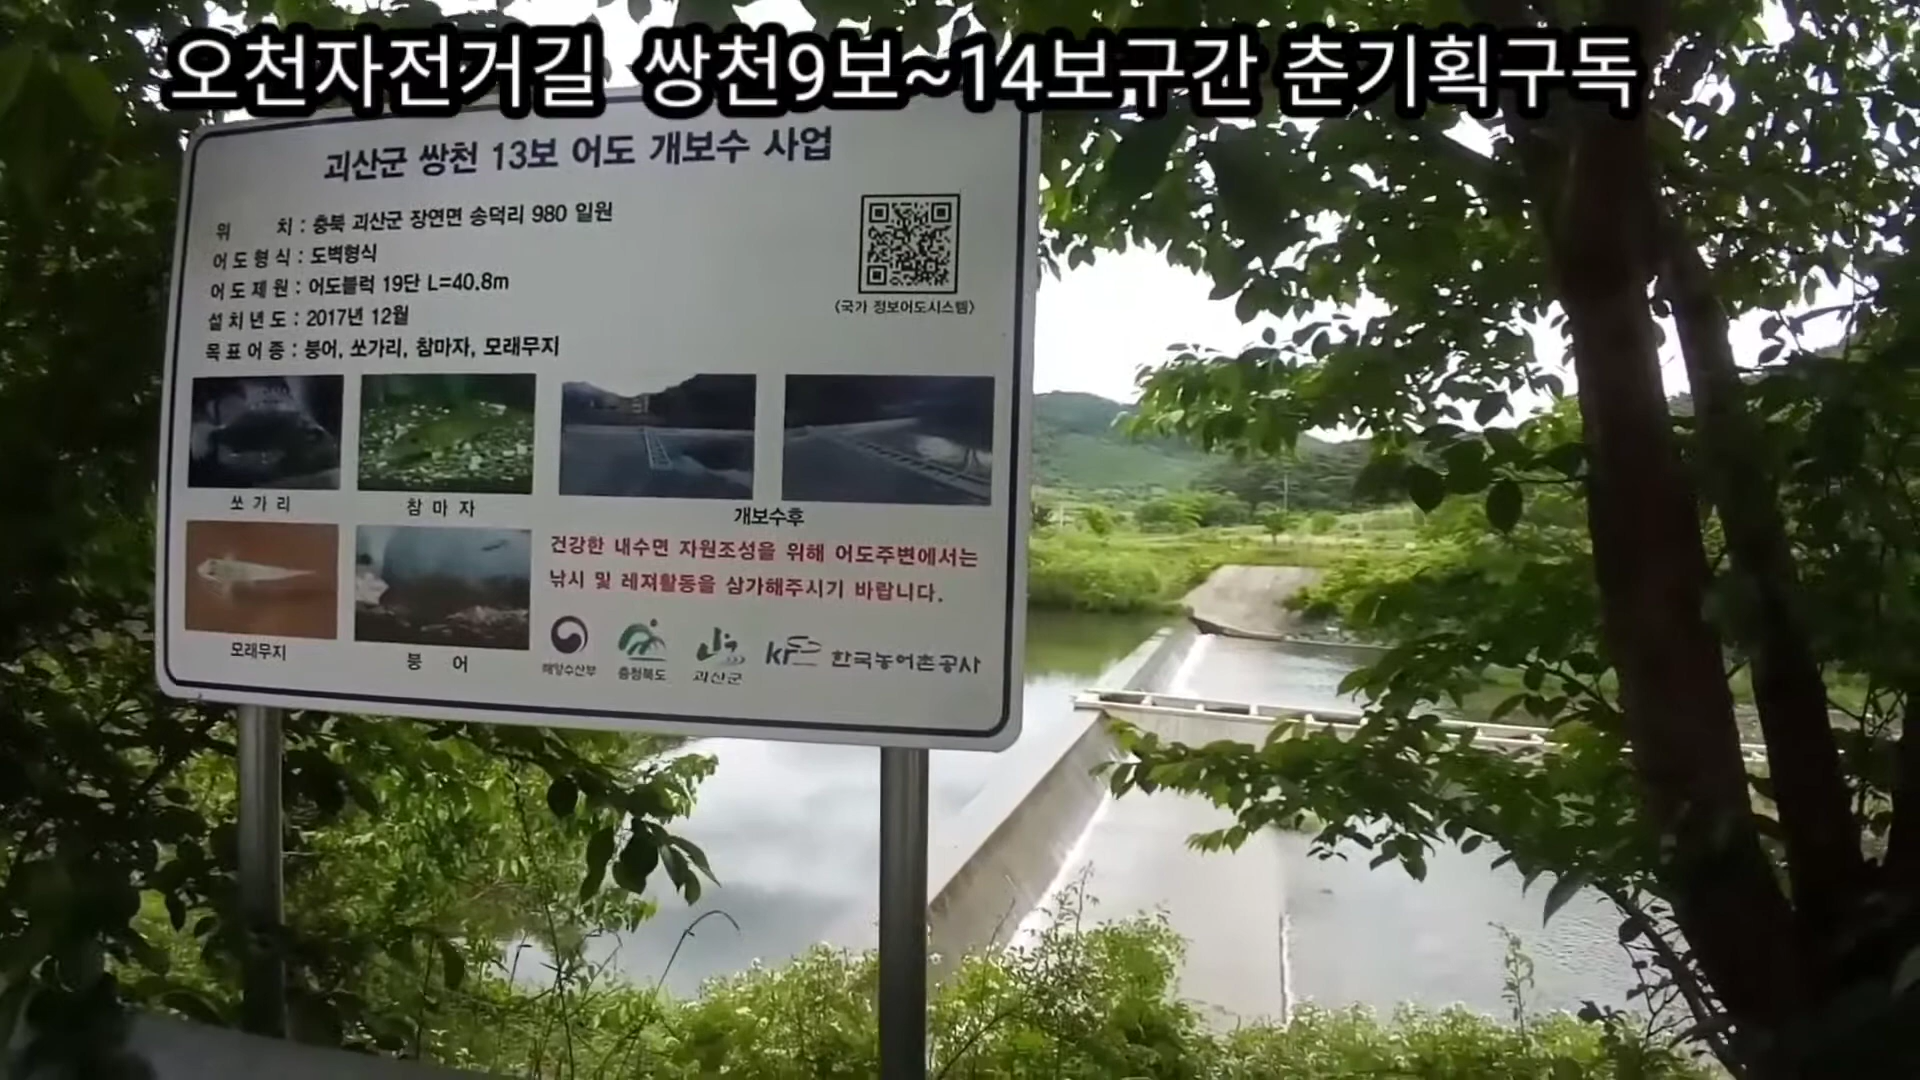 오천자전거길 쌍천9보~14보구간 춘기획구독
괴산군 쌍천 13보 어도 개보수 사업
위 치 : 충북 괴산군 장연면 송덕리 980 일원
어도형식 : 도벽형식
어도제원 : 어도블럭 19단 L=40.8m
설치년도 : 2017년 12월
목표어종 : 붕어, 쏘가리, 참마자, 모래무지
<국가 정보어도시스템>
쏘가리
참마자
개보수후
건강한 내수면 자원조성을 위해 어도주변에서는
낚시 및 레져활동을 삼가해주시기 바랍니다.
모래무지
붕어
해양수산부
충청북도
괴산군
kr 한국농어촌공사